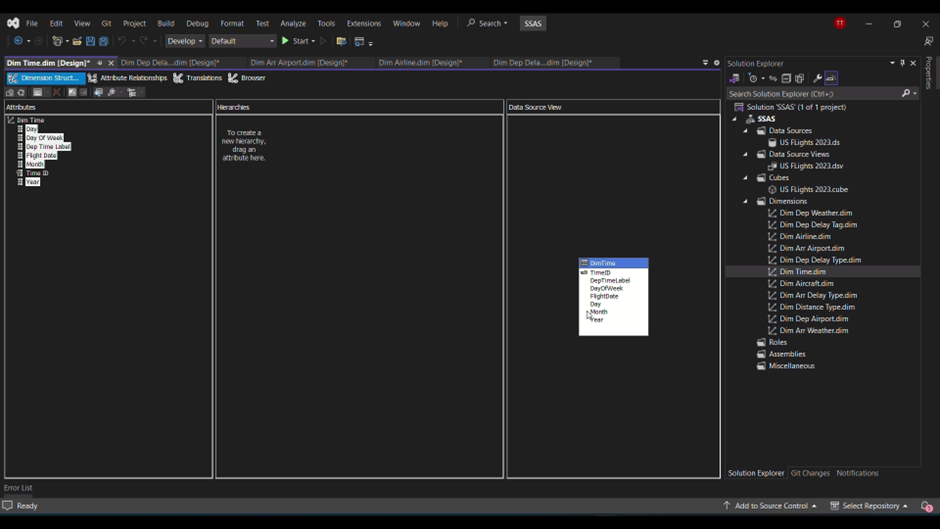 File Edit View Git Project Build Debug Format Test Analyze Tools Extensions Window Help Search SSAS TT
Develop Default Start
Dim Time.dim [Design]* Dim Dep Dela....dim [Design]* Dim Arr Airport.dim [Design]* Dim Airline.dim [Design]* Dim Dep Dela....dim [Design]*
Dimension Struct... Attribute Relationships Translations Browser
Attributes
Dim Time
Day
Day Of Week
Dep Time Label
Flight Date
Month
Time ID
Year
Hierarchies
To create a
new hierarchy,
drag an
attribute here.
Data Source View
DimTime
TimeID
DepTimeLabel
DayOfWeek
FlightDate
Day
Month
Year
Solution Explorer
Search Solution Explorer (Ctrl+;)
Solution 'SSAS' (1 of 1 project)
SSAS
Data Sources
US FLights 2023.ds
Data Source Views
US FLights 2023.dsv
Cubes
US FLights 2023.cube
Dimensions
Dim Dep Weather.dim
Dim Dep Delay Tag.dim
Dim Airline.dim
Dim Arr Airport.dim
Dim Dep Delay Type.dim
Dim Time.dim
Dim Aircraft.dim
Dim Arr Delay Type.dim
Dim Distance Type.dim
Dim Dep Airport.dim
Dim Arr Weather.dim
Roles
Assemblies
Miscellaneous
Solution Explorer Git Changes Notifications
Properties
Error List
Ready Add to Source Control Select Repository